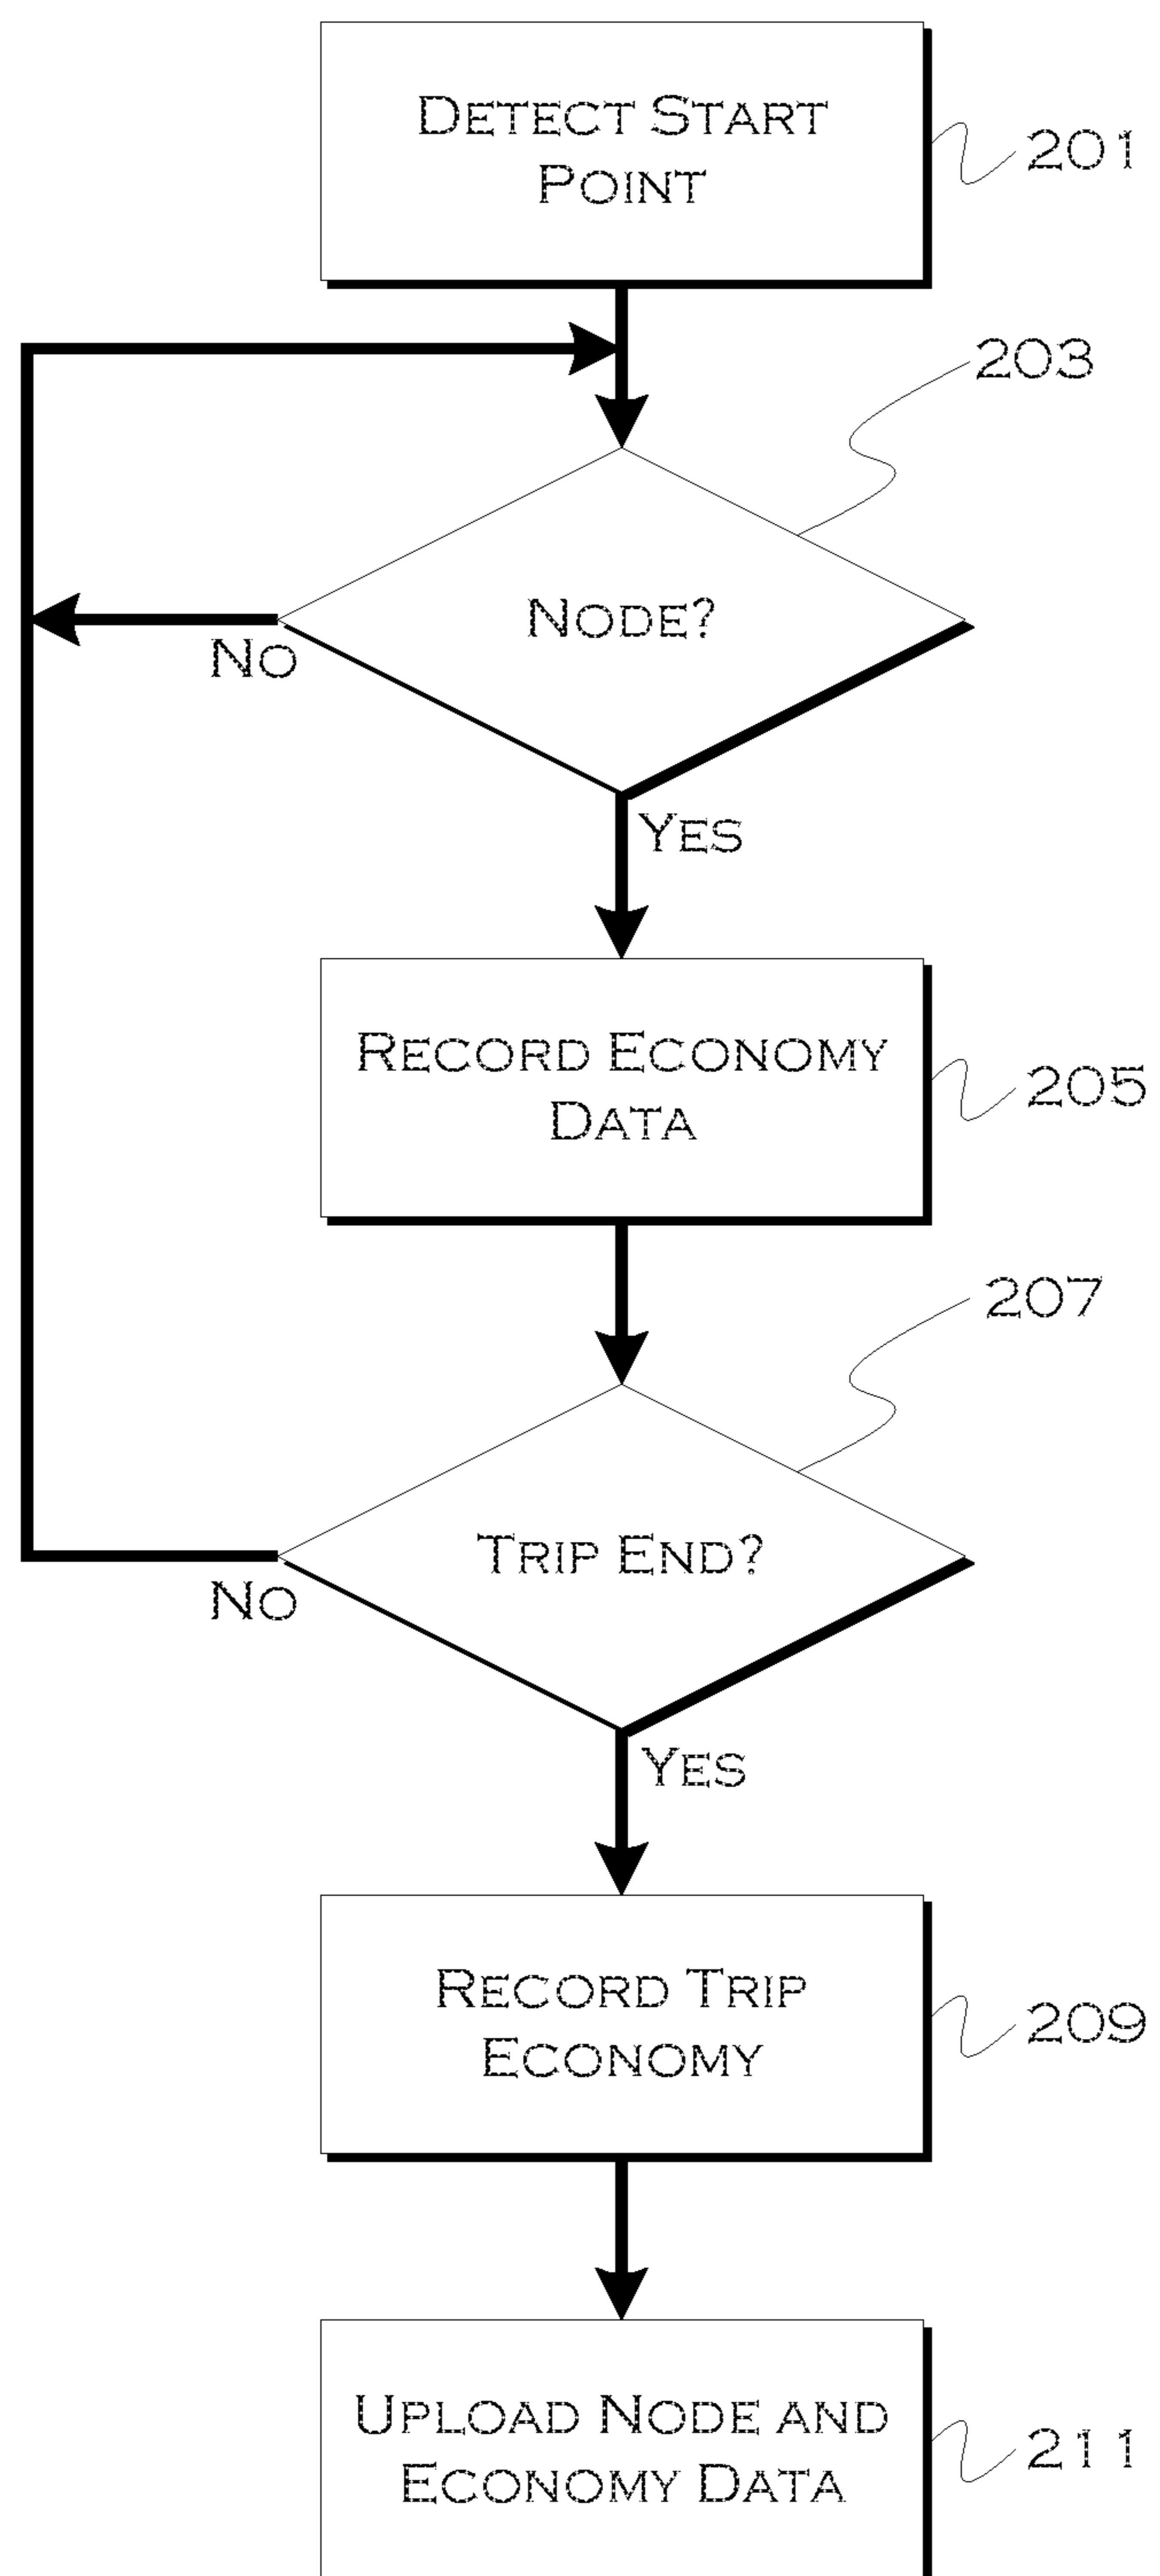 DETECT START
POINT
201
203
NODE?
NO
YES
RECORD ECONOMY
DATA
205
207
TRIP END?
NO
YES
RECORD TRIP
ECONOMY
209
UPLOAD NODE AND
ECONOMY DATA
211